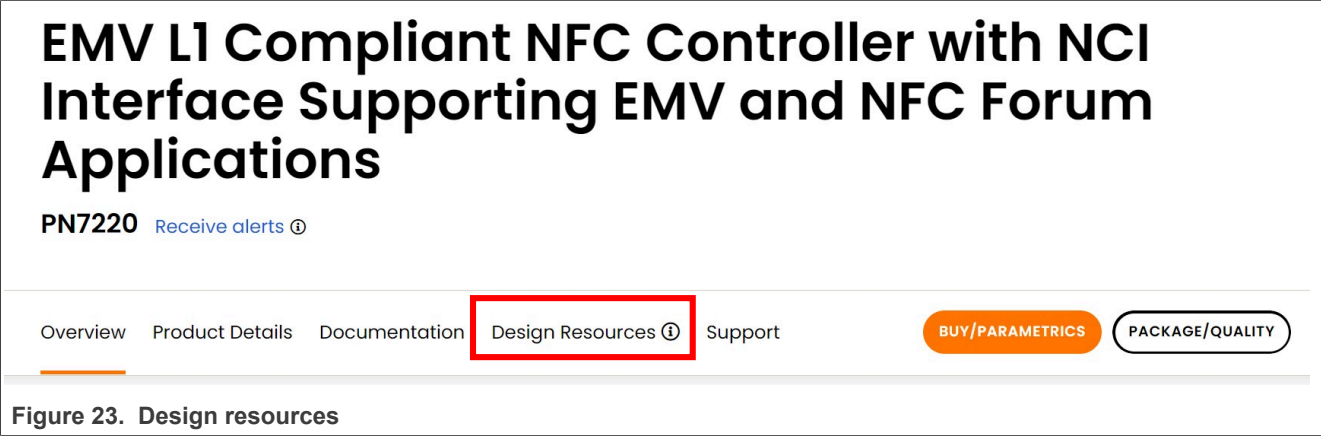 EMV L1 Compliant NFC Controller with NCI
Interface Supporting EMV and NFC Forum
Applications
PN7220 Receive alerts
Overview Product Details Documentation Design Resources Support BUY/PARAMETRICS PACKAGE/QUALITY
Figure 23. Design resources